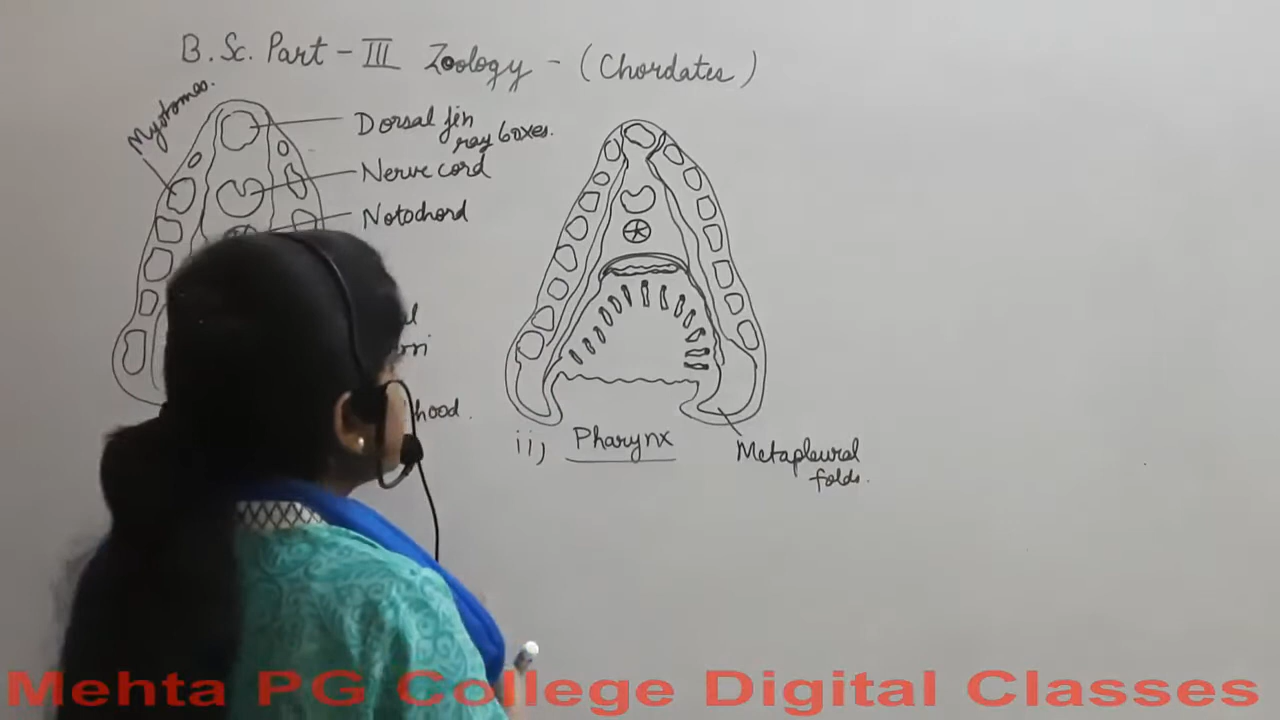 B.Sc. Part - III Zoology - (Chordates)
Myotomes.
Dorsal fin
ray boxes.
Nerve cord
Notochord
hood.
ii) Pharynx
Metapleural
folds.
Mehta PG College Digital Classes